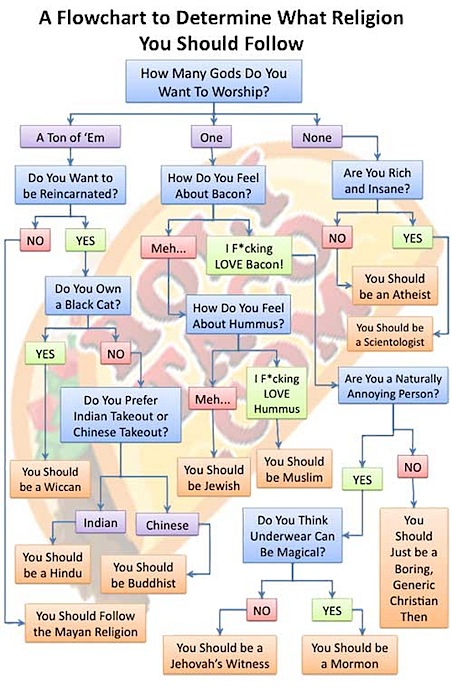 A Flowchart to Determine What Religion
You Should Follow
How Many Gods Do You
Want To Worship?
A Ton of ‘Em
One
None
Do You Want to
be Reincarnated?
How Do You Feel
About Bacon?
Are You Rich
and Insane?
NO
YES
Meh...
I F*cking
LOVE Bacon!
NO
YES
Do You Own
a Black Cat?
How Do You Feel
About Hummus?
You Should
be an Atheist
You Should be
a Scientologist
YES
NO
Meh...
I F*cking
LOVE
Hummus
Are You a Naturally
Annoying Person?
Do You Prefer
Indian Takeout or
Chinese Takeout?
You Should
be a Wiccan
You Should
be Jewish
You Should
be Muslim
YES
NO
Indian
Chinese
Do You Think
Underwear Can
Be Magical?
You
Should
Just be a
Boring,
Generic
Christian
Then
You Should
be a Hindu
You Should
be Buddhist
You Should Follow
the Mayan Religion
NO
YES
You Should be a
Jehovah’s Witness
You Should be
a Mormon
HOLY
TACO
.COM